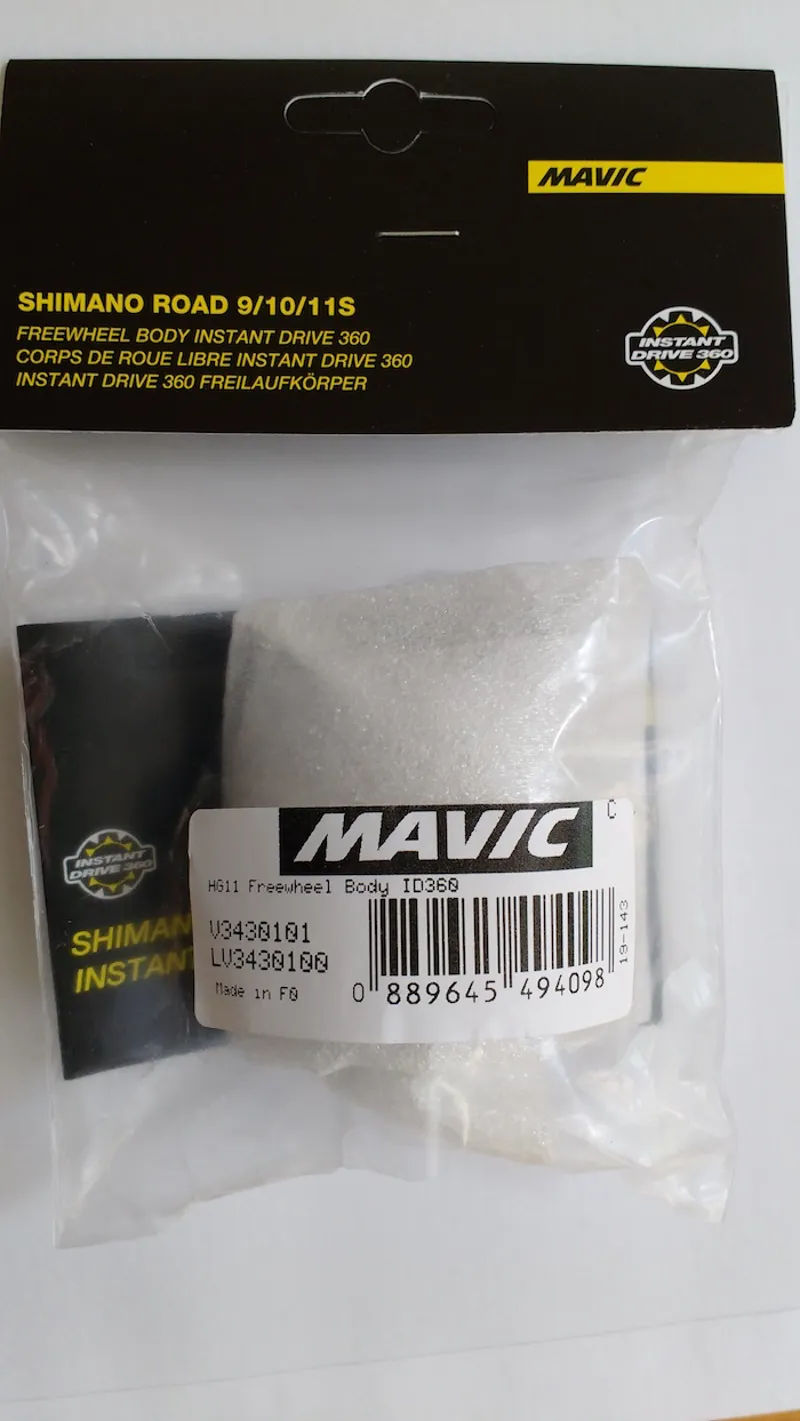 MAVIC
SHIMANO ROAD 9/10/11S
FREEWHEEL BODY INSTANT DRIVE 360
CORPS DE ROUE LIBRE INSTANT DRIVE 360
INSTANT DRIVE 360 FREILAUFKÖRPER
INSTANT
DRIVE 360
MAVIC
C
HG11 Freewheel Body ID360
V3430101
LV3430100
Made in F0
0 889645 494098
19-143
INSTANT
DRIVE 360
SHIMAN
INSTANT